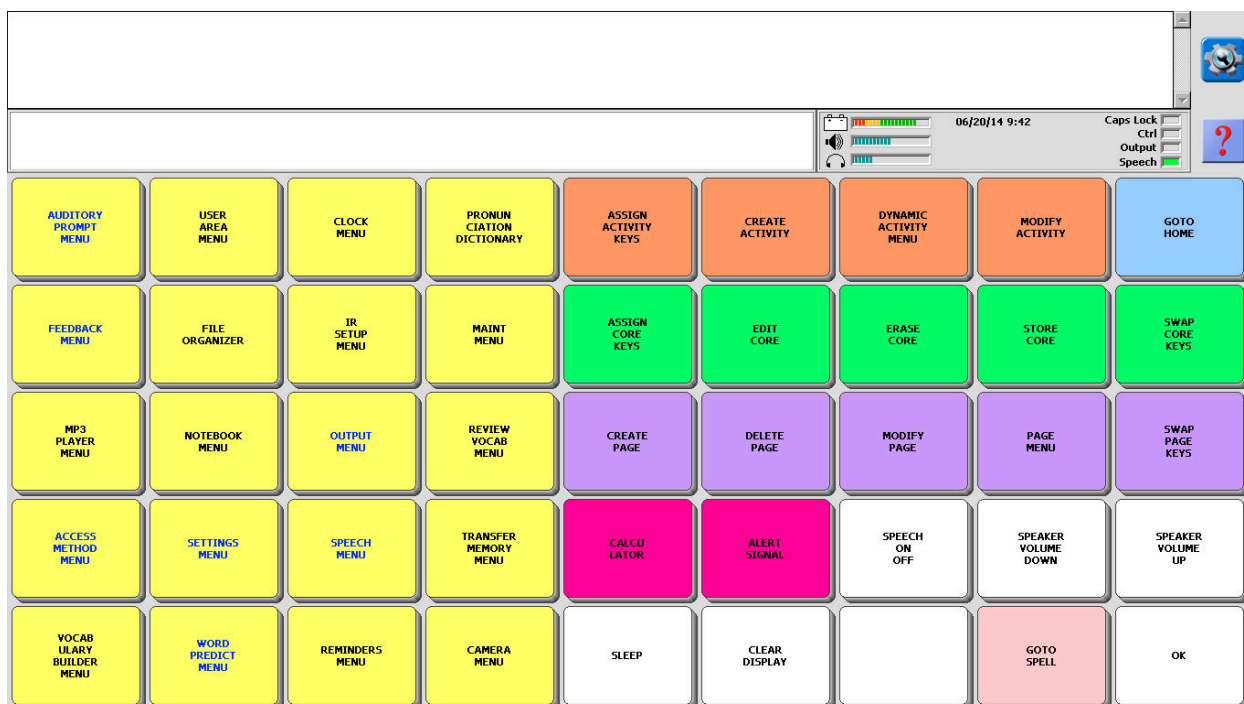 06/20/14 9:42
Caps Lock
Ctrl
Output
Speech
?
AUDITORY
PROMPT
MENU
USER
AREA
MENU
CLOCK
MENU
PRONUN
CIATION
DICTIONARY
ASSIGN
ACTIVITY
KEYS
CREATE
ACTIVITY
DYNAMIC
ACTIVITY
MENU
MODIFY
ACTIVITY
GOTO
HOME
FEEDBACK
MENU
FILE
ORGANIZER
IR
SETUP
MENU
MAINT
MENU
ASSIGN
CORE
KEYS
EDIT
CORE
ERASE
CORE
STORE
CORE
SWAP
CORE
KEYS
MP3
PLAYER
MENU
NOTEBOOK
MENU
OUTPUT
MENU
REVIEW
VOCAB
MENU
CREATE
PAGE
DELETE
PAGE
MODIFY
PAGE
PAGE
MENU
SWAP
PAGE
KEYS
ACCESS
METHOD
MENU
SETTINGS
MENU
SPEECH
MENU
TRANSFER
MEMORY
MENU
CALCU
LATOR
ALERT
SIGNAL
SPEECH
ON
OFF
SPEAKER
VOLUME
DOWN
SPEAKER
VOLUME
UP
VOCAB
ULARY
BUILDER
MENU
WORD
PREDICT
MENU
REMINDERS
MENU
CAMERA
MENU
SLEEP
CLEAR
DISPLAY
GOTO
SPELL
OK